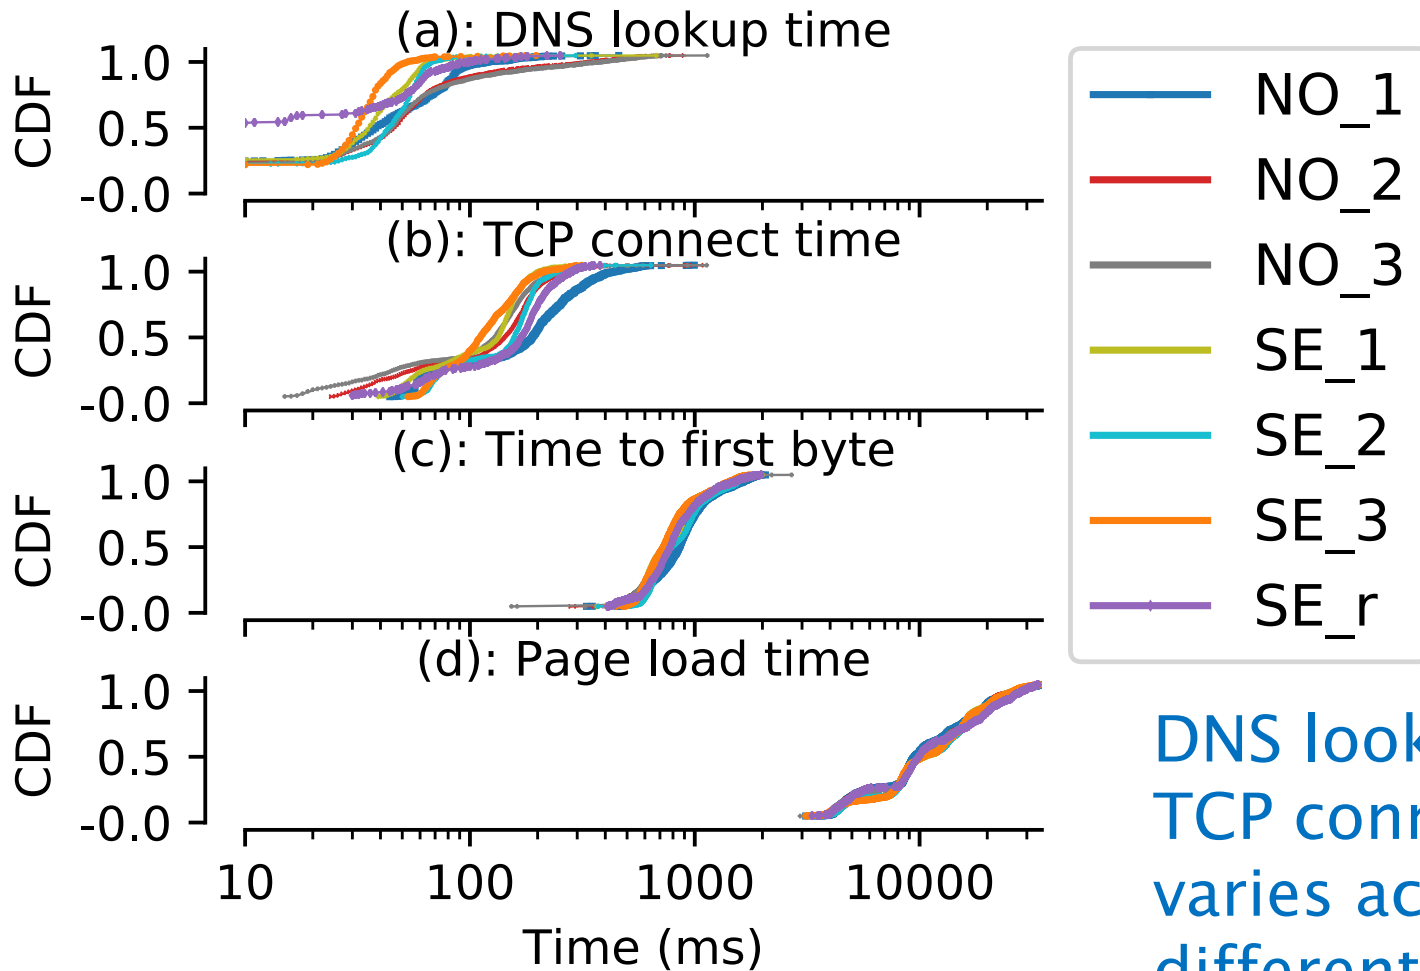 (a): DNS lookup time
CDF
1.0
0.5
-0.0
(b): TCP connect time
CDF
1.0
0.5
-0.0
(c): Time to first byte
CDF
1.0
0.5
-0.0
(d): Page load time
CDF
1.0
0.5
-0.0
10 100 1000 10000
Time (ms)
NO_1
NO_2
NO_3
SE_1
SE_2
SE_3
SE_r
DNS look
TCP conn
varies ac
different